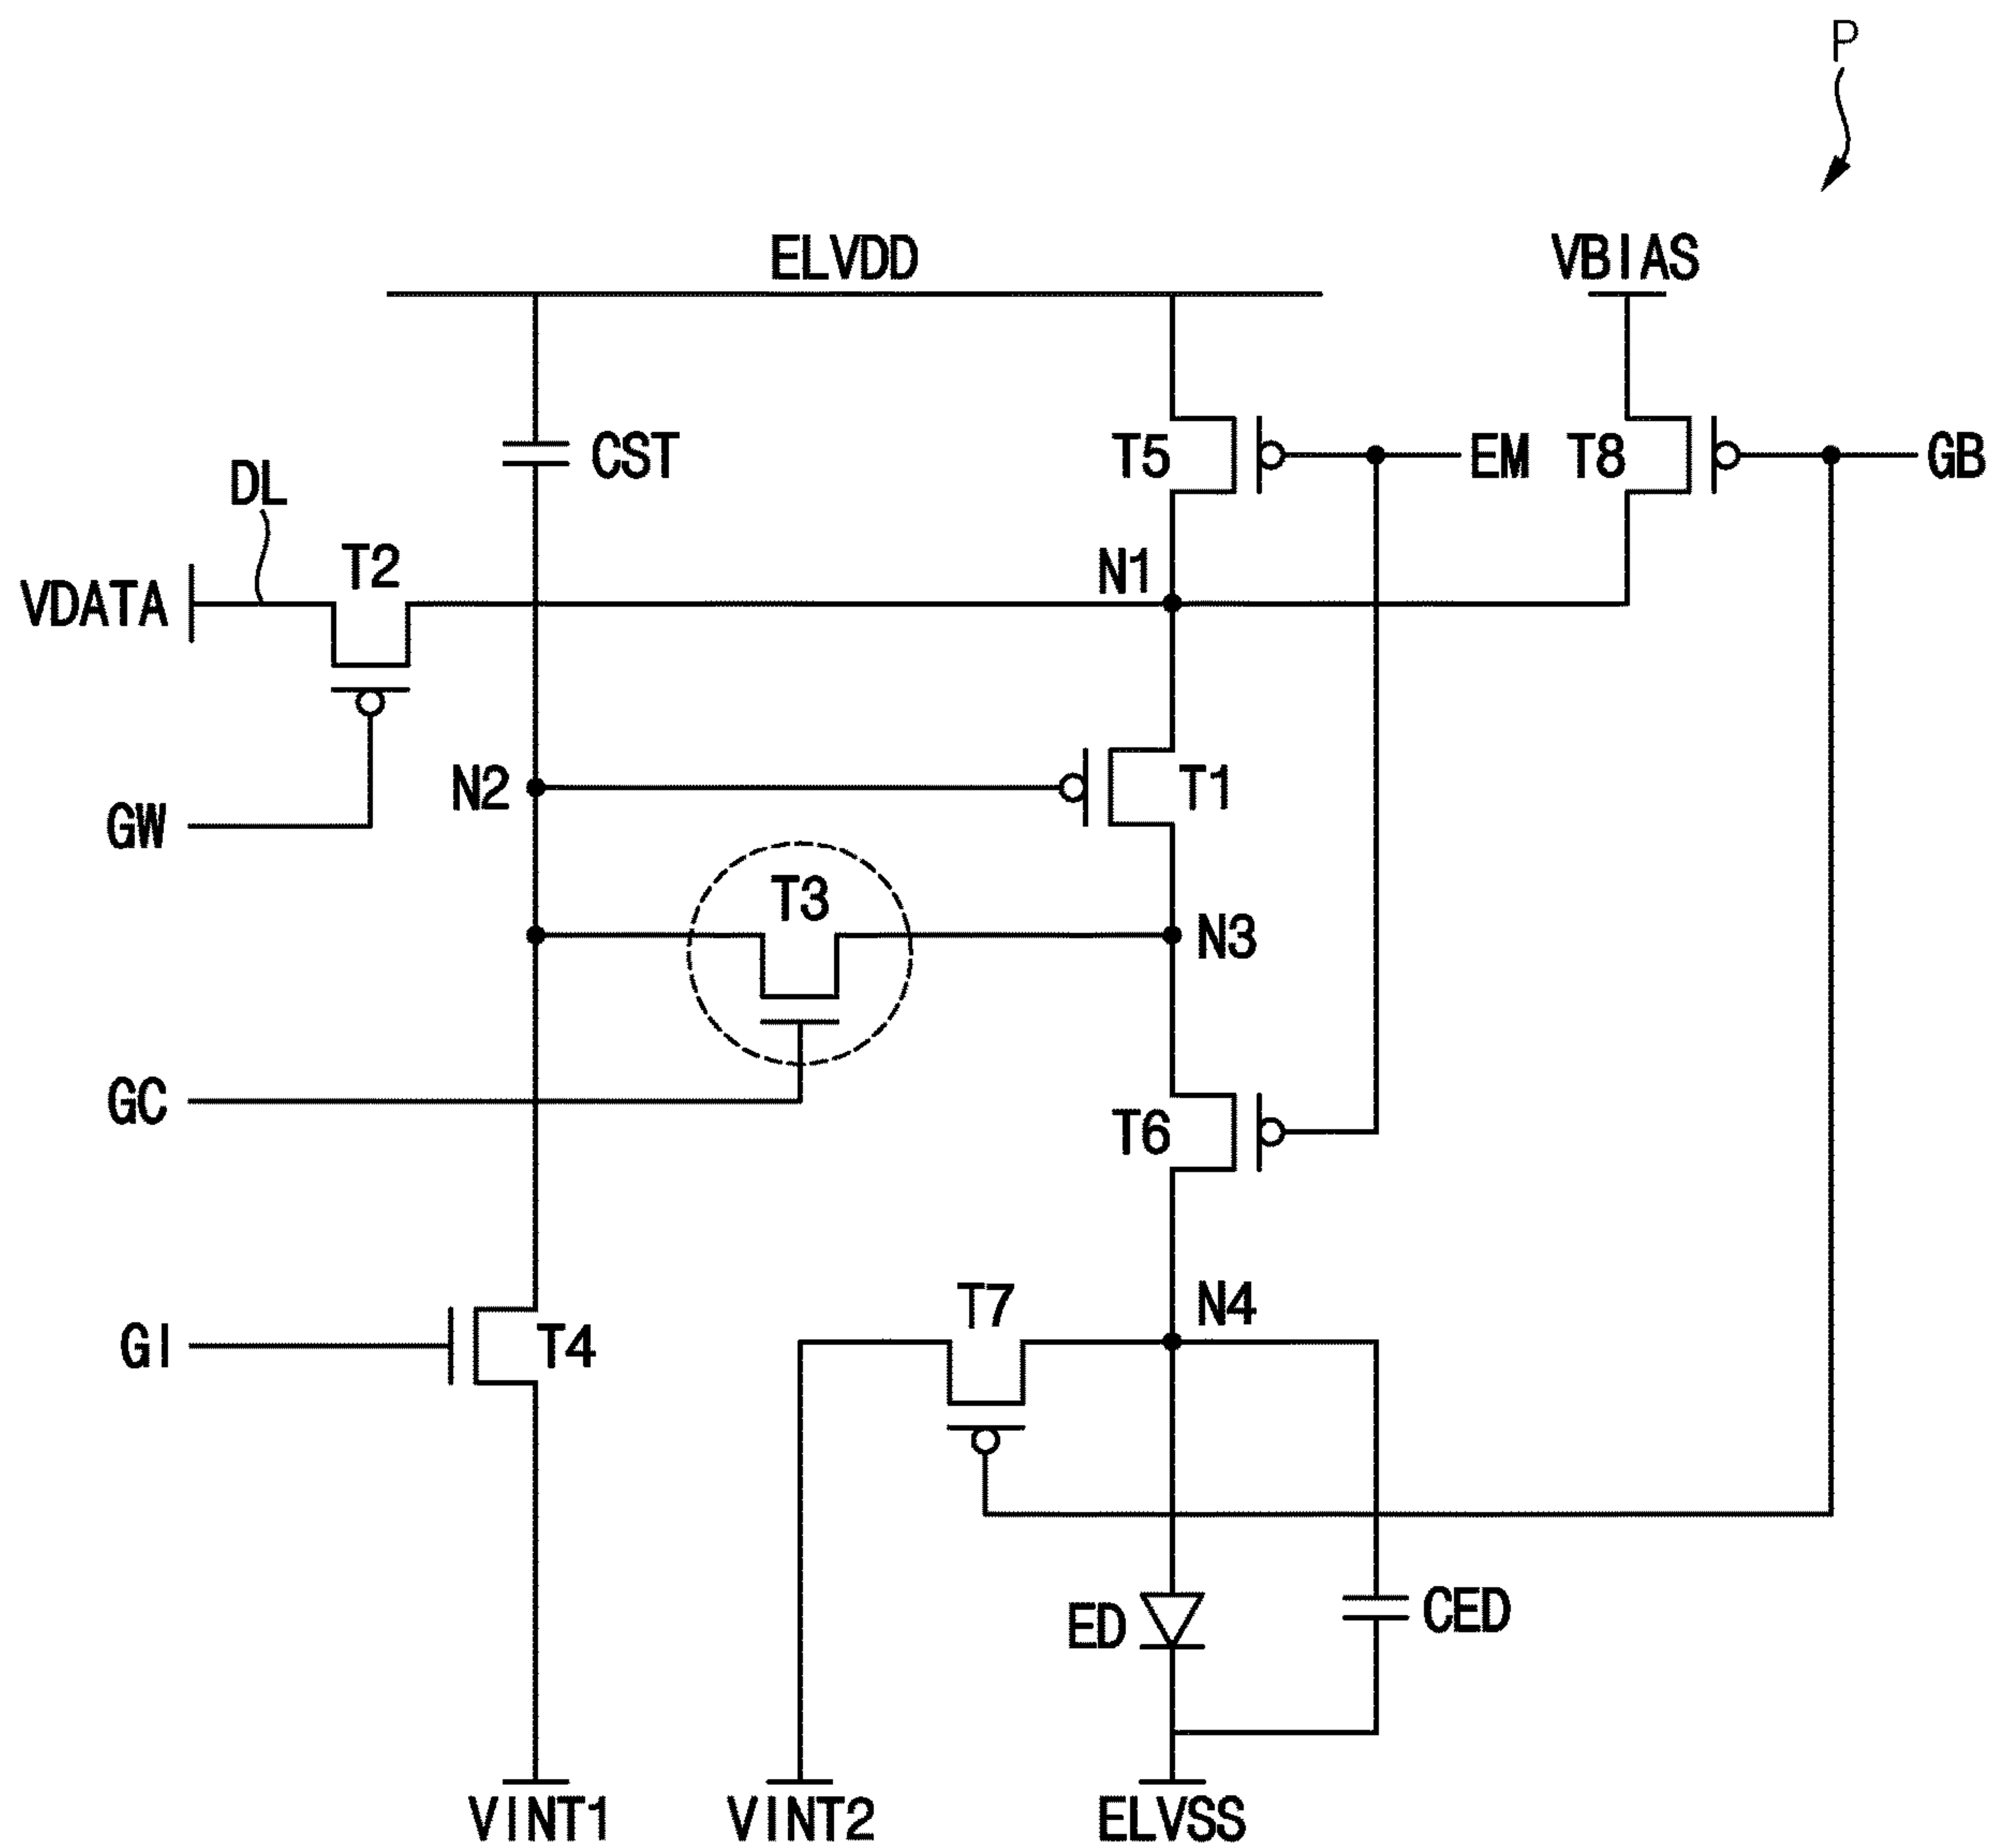 P
ELVDD
VBIAS
CST
T5
EM
T8
GB
DL
T2
N1
VDATA
N2
T1
GW
T3
N3
GC
T6
T7
N4
GI
T4
ED
CED
VINT1
VINT2
ELVSS